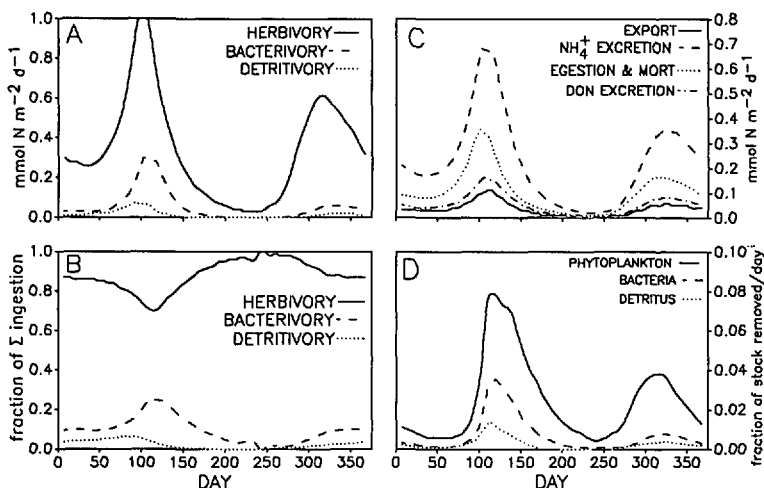 A
HERBIVORY
BACTERIVORY
DETRITIVORY
mmol N m⁻² d⁻¹
1.0
0.8
0.6
0.4
0.2
0.0
C
EXPORT
NH₄⁺ EXCRETION
EGESTION & MORT
DON EXCRETION
mmol N m⁻² d⁻¹
0.8
0.7
0.6
0.5
0.4
0.3
0.2
0.1
0.0
B
HERBIVORY
BACTERIVORY
DETRITIVORY
fraction of Σ ingestion
1.0
0.8
0.6
0.4
0.2
0.0
0 50 100 150 200 250 300 350
DAY
D
PHYTOPLANKTON
BACTERIA
DETRITUS
fraction of stock removed/day
0.10
0.08
0.06
0.04
0.02
0.00
0 50 100 150 200 250 300 350
DAY